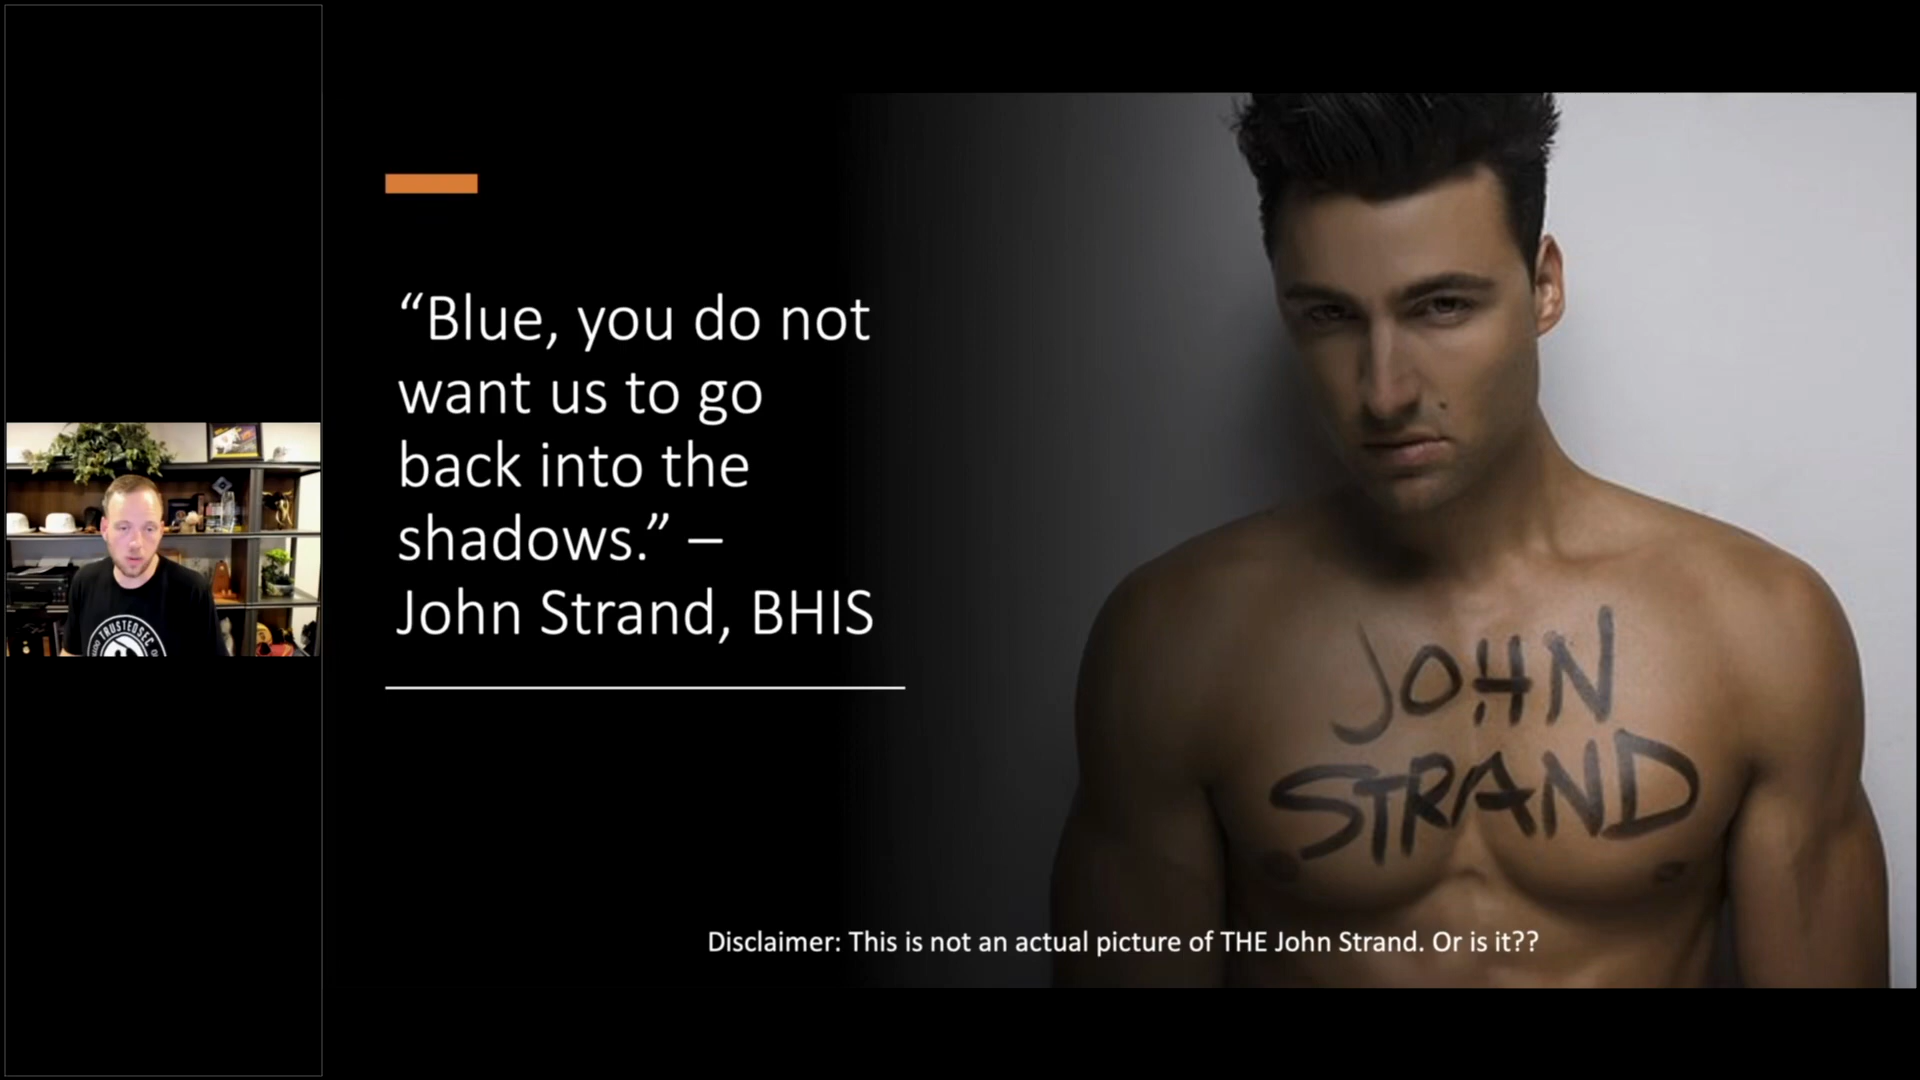 “Blue, you do not
want us to go
back into the
shadows.” –
John Strand, BHIS
JOHN
STRAND
Disclaimer: This is not an actual picture of THE John Strand. Or is it??
TRUSTEDSEC